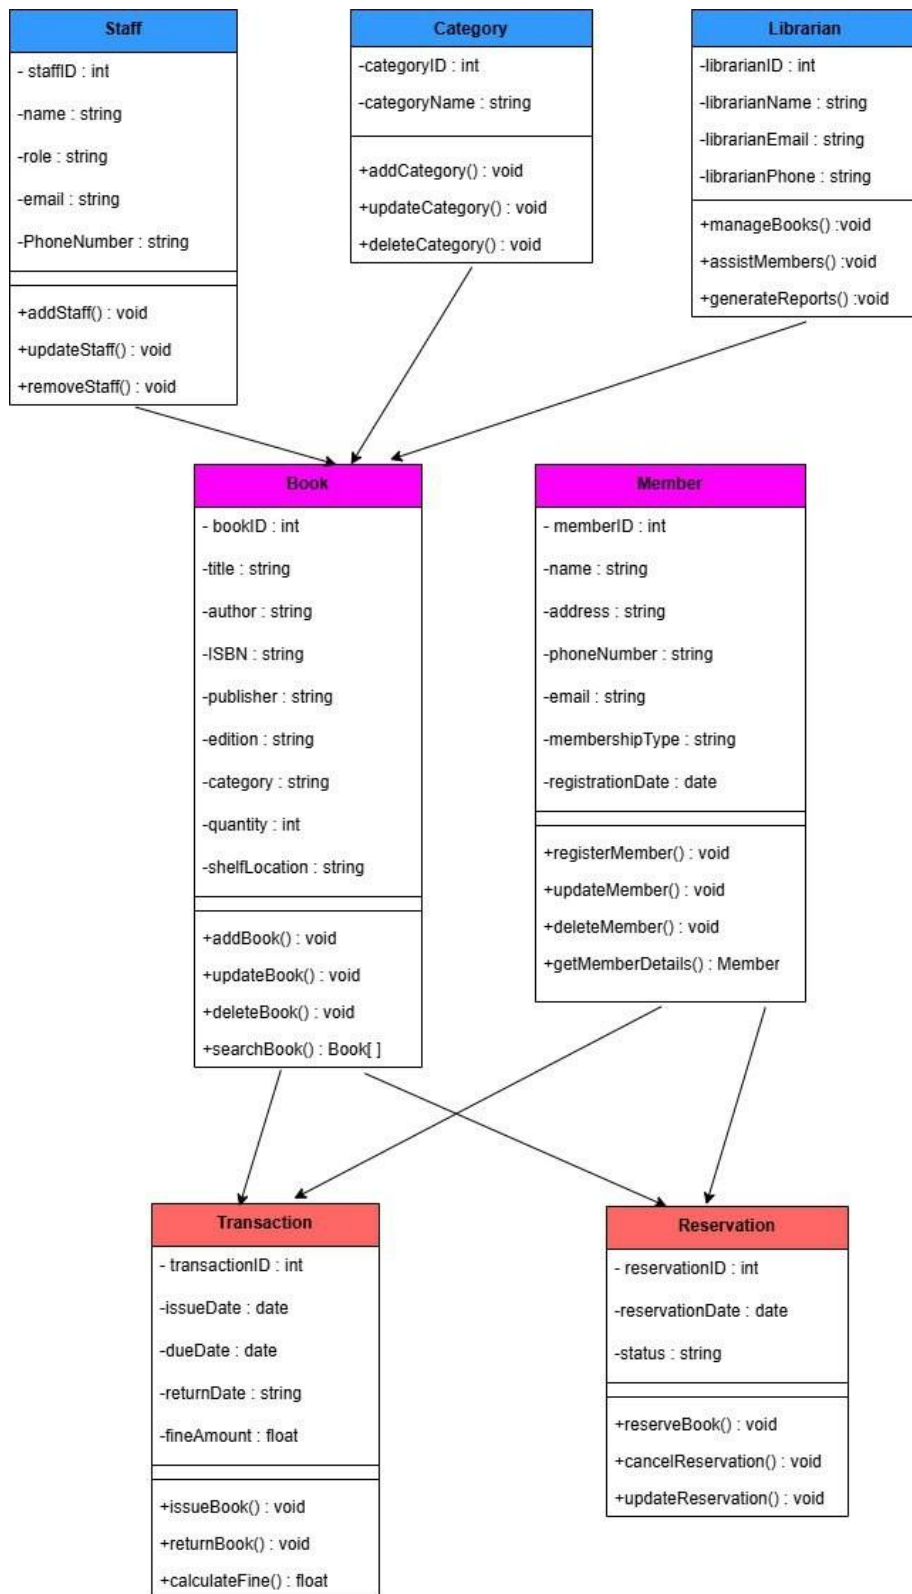 Staff
- staffID : int
-name : string
-role : string
-email : string
-PhoneNumber : string
+addStaff() : void
+updateStaff() : void
+removeStaff() : void
Category
-categoryID : int
-categoryName : string
+addCategory() : void
+updateCategory() : void
+deleteCategory() : void
Librarian
-librarianID : int
-librarianName : string
-librarianEmail : string
-librarianPhone : string
+manageBooks() :void
+assistMembers() :void
+generateReports() :void
Book
- bookID : int
-title : string
-author : string
-ISBN : string
-publisher : string
-edition : string
-category : string
-quantity : int
-shelfLocation : string
+addBook() : void
+updateBook() : void
+deleteBook() : void
+searchBook() : Book[ ]
Member
- memberID : int
-name : string
-address : string
-phoneNumber : string
-email : string
-membershipType : string
-registrationDate : date
+registerMember() : void
+updateMember() : void
+deleteMember() : void
+getMemberDetails() : Member
Transaction
- transactionID : int
-issueDate : date
-dueDate : date
-returnDate : string
-fineAmount : float
+issueBook() : void
+returnBook() : void
+calculateFine() : float
Reservation
- reservationID : int
-reservationDate : date
-status : string
+reserveBook() : void
+cancelReservation() : void
+updateReservation() : void